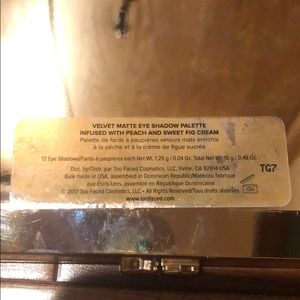 VELVET MATTE EYE SHADOW PALETTE
INFUSED WITH PEACH AND SWEET FIG CREAM
Palette de fards à paupières velours mats enrichis
à la pêche et à la crème de figue sucrée
12 Eye Shadows/Fards à paupières each Net Wt. 1.25 g / 0.04 Oz. Total Net Wt. 15 g / 0.48 Oz.
Dist. by/Dist. par Too Faced Cosmetics, LLC, Irvine, CA 92614 USA
TG7
Bulk made in USA, assembled in Dominican Republic/Matériau fabriqué
aux États-Unis, assemblé en République Dominicaine
12M
© 2017 Too Faced Cosmetics, LLC • All Rights Reserved/Tous droits réservés
www.toofaced.com